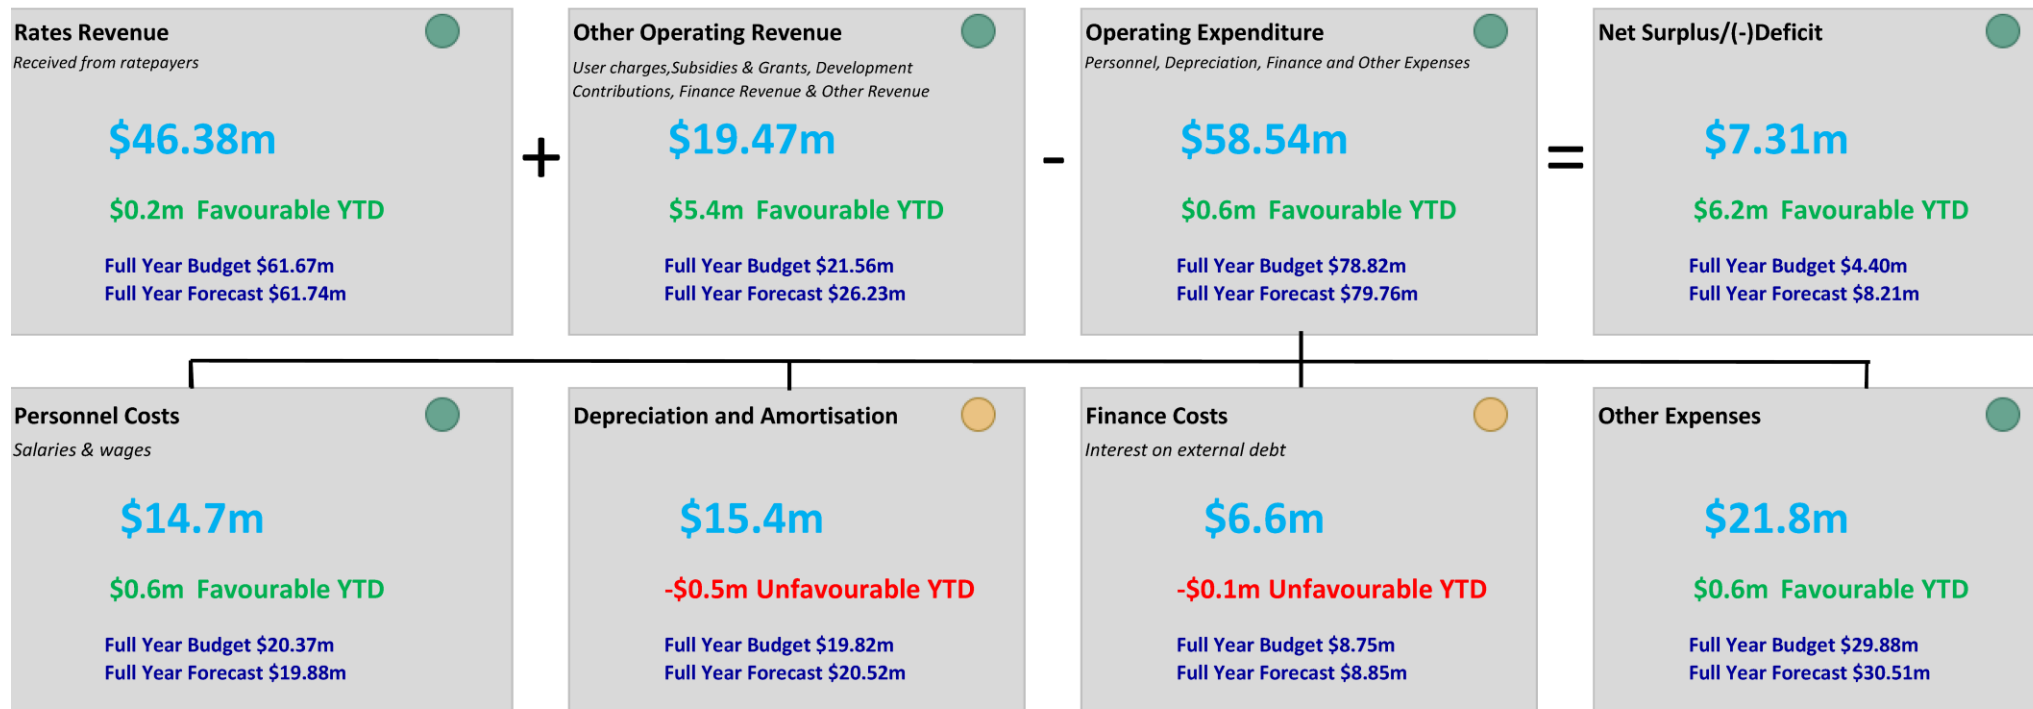 Rates Revenue
Received from ratepayers
$46.38m
$0.2m Favourable YTD
Full Year Budget $61.67m
Full Year Forecast $61.74m
+
Other Operating Revenue
User charges,Subsidies & Grants, Development
Contributions, Finance Revenue & Other Revenue
$19.47m
$5.4m Favourable YTD
Full Year Budget $21.56m
Full Year Forecast $26.23m
-
Operating Expenditure
Personnel, Depreciation, Finance and Other Expenses
$58.54m
$0.6m Favourable YTD
Full Year Budget $78.82m
Full Year Forecast $79.76m
=
Net Surplus/(-)Deficit
$7.31m
$6.2m Favourable YTD
Full Year Budget $4.40m
Full Year Forecast $8.21m
Personnel Costs
Salaries & wages
$14.7m
$0.6m Favourable YTD
Full Year Budget $20.37m
Full Year Forecast $19.88m
Depreciation and Amortisation
$15.4m
-$0.5m Unfavourable YTD
Full Year Budget $19.82m
Full Year Forecast $20.52m
Finance Costs
Interest on external debt
$6.6m
-$0.1m Unfavourable YTD
Full Year Budget $8.75m
Full Year Forecast $8.85m
Other Expenses
$21.8m
$0.6m Favourable YTD
Full Year Budget $29.88m
Full Year Forecast $30.51m